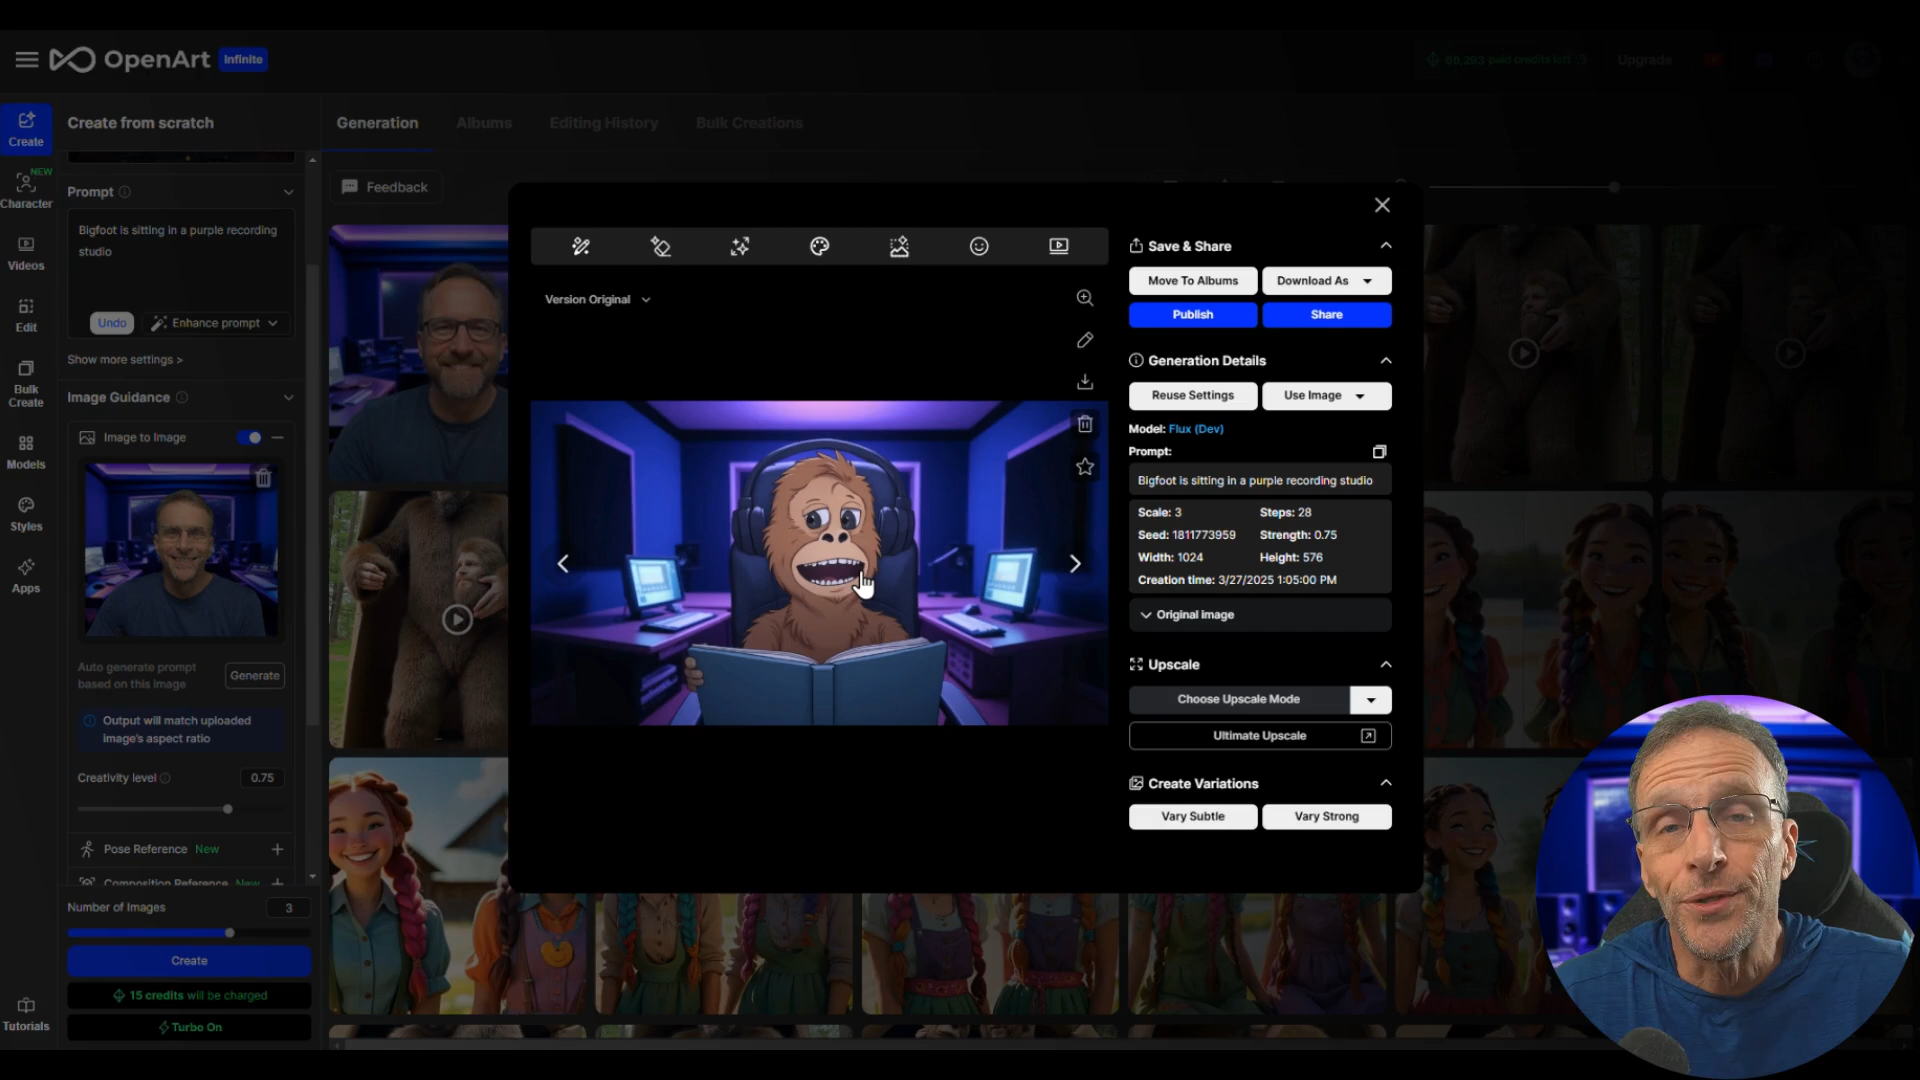 OpenArt Infinite
Upgrade
Create
NEW
Character
Videos
Edit
Bulk
Create
Models
Styles
Apps
Tutorials
Create from scratch
Prompt
Bigfoot is sitting in a purple recording
studio
Undo
Enhance prompt
Show more settings >
Image Guidance
Image to Image
Auto generate prompt
based on this image
Generate
Output will match uploaded
image's aspect ratio
Creativity level
0.75
Pose Reference New
Composition Reference New
Number of Images
3
Create
15 credits will be charged
Turbo On
Generation
Albums
Editing History
Bulk Creations
Feedback
Version Original
Save & Share
Move To Albums
Download As
Publish
Share
Generation Details
Reuse Settings
Use Image
Model: Flux (Dev)
Prompt:
Bigfoot is sitting in a purple recording studio
Scale: 3
Steps: 28
Seed: 1811773959
Strength: 0.75
Width: 1024
Height: 576
Creation time: 3/27/2025 1:05:00 PM
Original image
Upscale
Choose Upscale Mode
Ultimate Upscale
Create Variations
Vary Subtle
Vary Strong